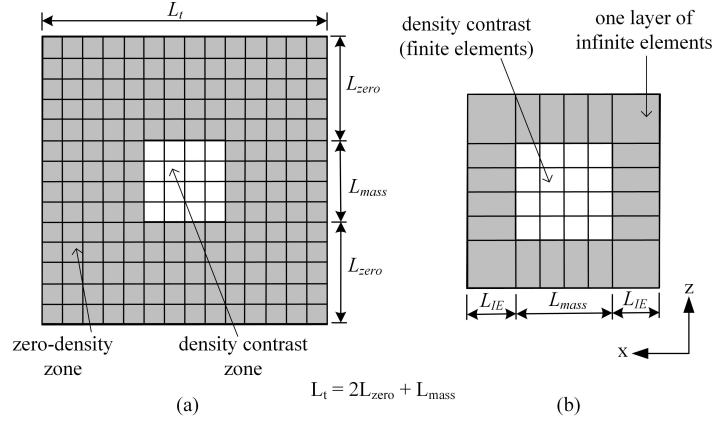 L_t
L_zero
L_mass
L_zero
zero-density
zone
density contrast
zone
(a)
L_t = 2L_zero + L_mass
density contrast
(finite elements)
one layer of
infinite elements
L_IE
L_mass
L_IE
z
x
(b)